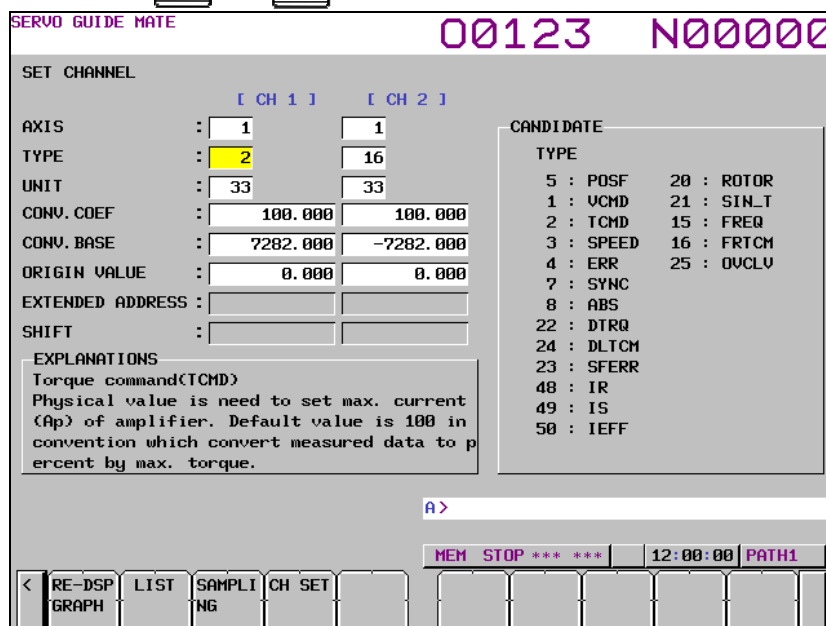 SERVO GUIDE MATE
O0123 N00000
SET CHANNEL
[ CH 1 ] [ CH 2 ]
AXIS : 1 1
TYPE : 2 16
UNIT : 33 33
CONV.COEF : 100.000 100.000
CONV.BASE : 7282.000 -7282.000
ORIGIN VALUE : 0.000 0.000
EXTENDED ADDRESS :
SHIFT :
EXPLANATIONS
Torque command(TCMD)
Physical value is need to set max. current
(Ap) of amplifier. Default value is 100 in
convention which convert measured data to p
ercent by max. torque.
CANDIDATE
TYPE
5 : POSF 20 : ROTOR
1 : VCMD 21 : SIN_T
2 : TCMD 15 : FREQ
3 : SPEED 16 : FRTCM
4 : ERR 25 : OVCLV
7 : SYNC
8 : ABS
22 : DTRQ
24 : DLTCM
23 : SFERR
48 : IR
49 : IS
50 : IEFF
A>
MEM STOP *** *** 12:00:00 PATH1
< RE-DSP LIST SAMPLI CH SET
GRAPH NG